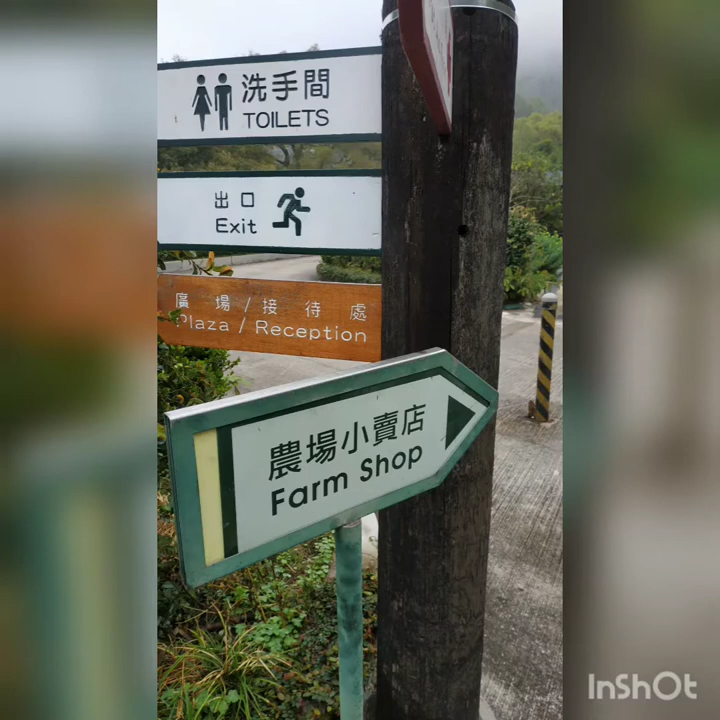 洗手間
TOILETS
出口
Exit
廣場 / 接待處
Plaza / Reception
農場小賣店
Farm Shop
InShOt